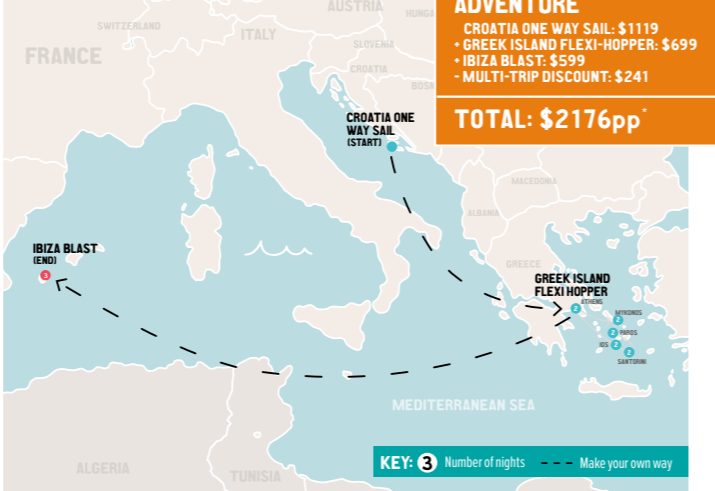 ADVENTURE
CROATIA ONE WAY SAIL: $1119
+ GREEK ISLAND FLEXI-HOPPER: $699
+ IBIZA BLAST: $599
- MULTI-TRIP DISCOUNT: $241
TOTAL: $2176pp*
AUSTRIA
SWITZERLAND
HUNGA
ITALY
SLOVENIA
FRANCE
CROATIA
BOSN
CROATIA ONE
WAY SAIL
(START)
MACEDONIA
ALBANIA
IBIZA BLAST
(END)
3
GREECE
GREEK ISLAND
FLEXI HOPPER
ATHENS
2
MYKONOS
2
2 PAROS
IOS 2
2
SANTORINI
MEDITERRANEAN SEA
KEY: 3 Number of nights --- Make your own way
ALGERIA
TUNISIA